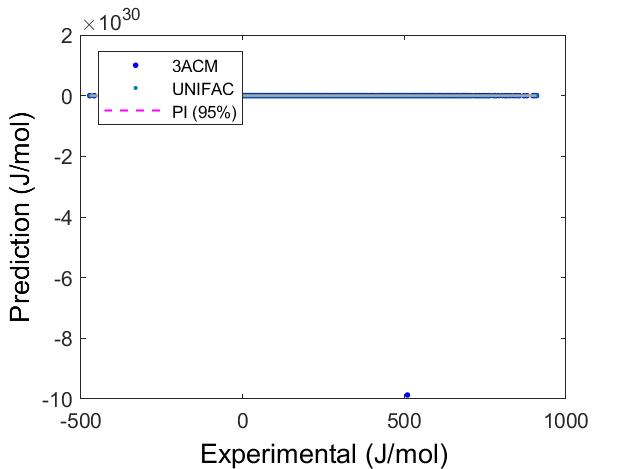 ×10^30
2
0
-2
-4
-6
-8
-10
Prediction (J/mol)
3ACM
UNIFAC
PI (95%)
-500
0
500
1000
Experimental (J/mol)